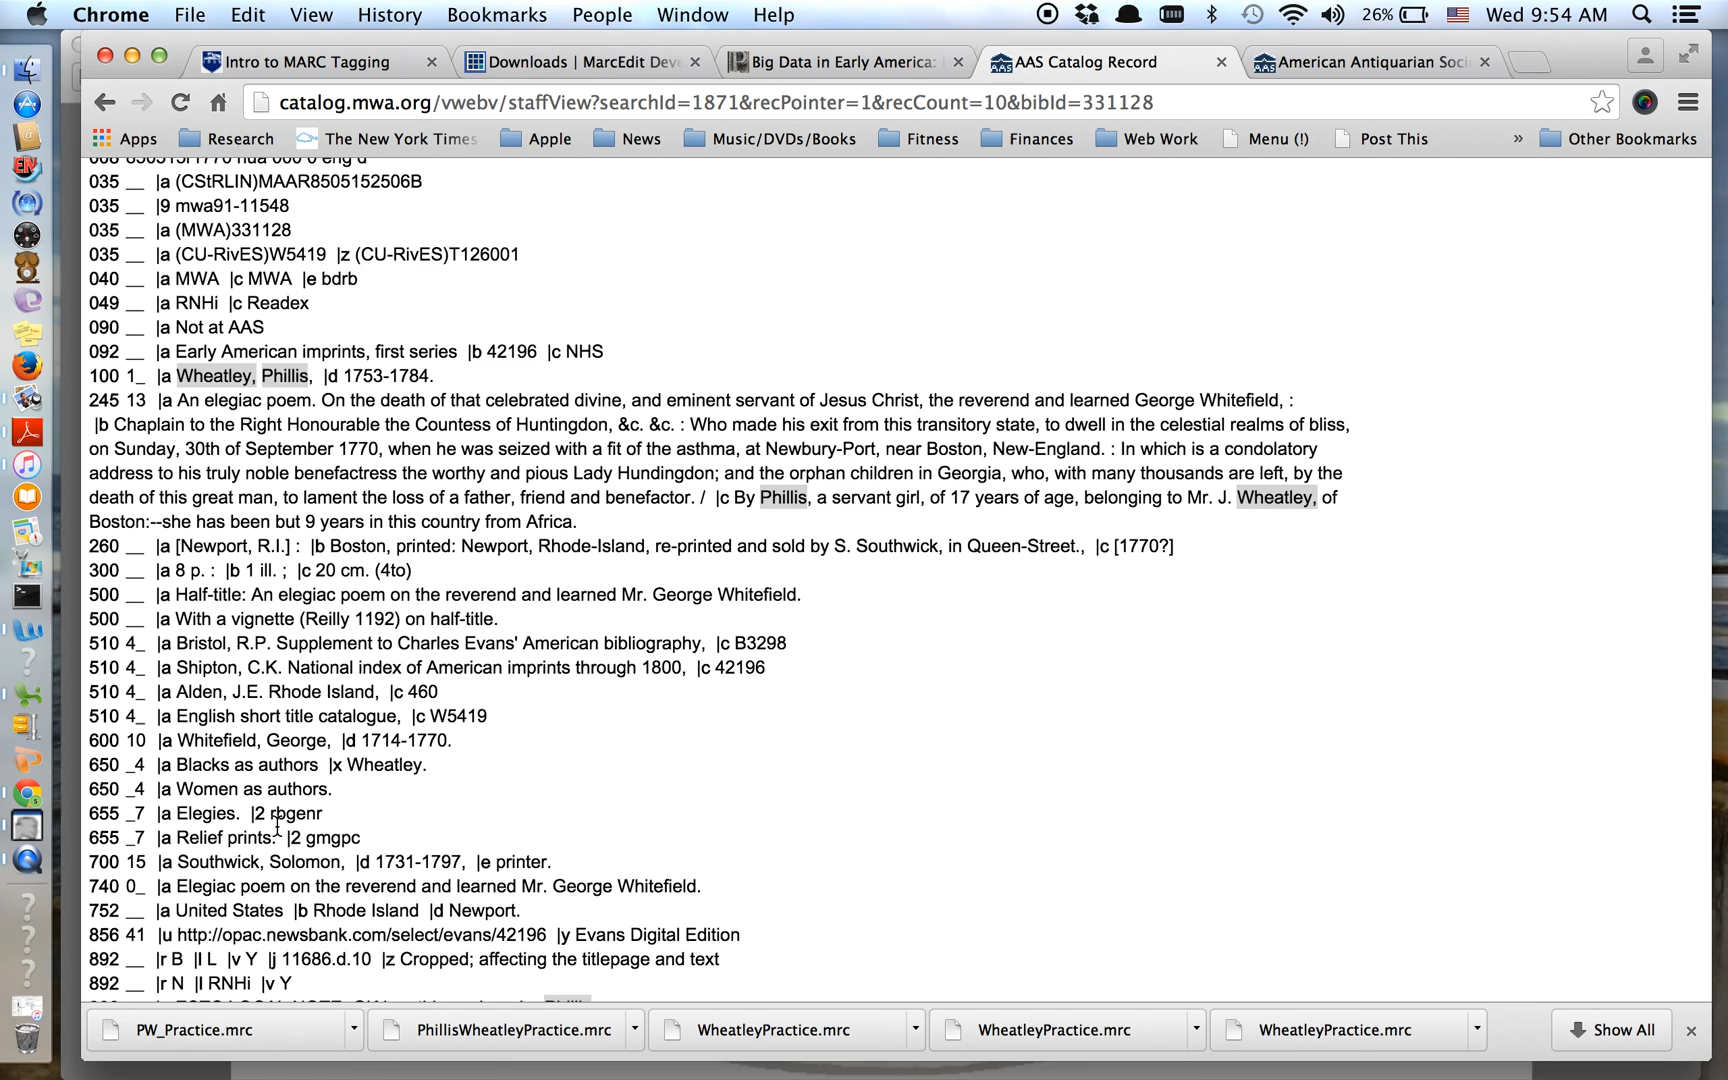 Chrome File Edit View History Bookmarks People Window Help 26% Wed 9:54 AM
Intro to MARC Tagging Downloads | MarcEdit Deve Big Data in Early America: AAS Catalog Record American Antiquarian Soci
catalog.mwa.org/vwebv/staffView?searchId=1871&recPointer=1&recCount=10&bibId=331128
Apps Research The New York Times Apple News Music/DVDs/Books Fitness Finances Web Work Menu (!) Post This » Other Bookmarks
035 __ |a (CStRLIN)MAAR8505152506B
035 __ |9 mwa91-11548
035 __ |a (MWA)331128
035 __ |a (CU-RivES)W5419 |z (CU-RivES)T126001
040 __ |a MWA |c MWA |e bdrb
049 __ |a RNHi |c Readex
090 __ |a Not at AAS
092 __ |a Early American imprints, first series |b 42196 |c NHS
100 1_ |a Wheatley, Phillis, |d 1753-1784.
245 13 |a An elegiac poem. On the death of that celebrated divine, and eminent servant of Jesus Christ, the reverend and learned George Whitefield, :
|b Chaplain to the Right Honourable the Countess of Huntingdon, &c. &c. : Who made his exit from this transitory state, to dwell in the celestial realms of bliss,
on Sunday, 30th of September 1770, when he was seized with a fit of the asthma, at Newbury-Port, near Boston, New-England. : In which is a condolatory
address to his truly noble benefactress the worthy and pious Lady Hundingdon; and the orphan children in Georgia, who, with many thousands are left, by the
death of this great man, to lament the loss of a father, friend and benefactor. / |c By Phillis, a servant girl, of 17 years of age, belonging to Mr. J. Wheatley, of
Boston:--she has been but 9 years in this country from Africa.
260 __ |a [Newport, R.I.] : |b Boston, printed: Newport, Rhode-Island, re-printed and sold by S. Southwick, in Queen-Street., |c [1770?]
300 __ |a 8 p. : |b 1 ill. ; |c 20 cm. (4to)
500 __ |a Half-title: An elegiac poem on the reverend and learned Mr. George Whitefield.
500 __ |a With a vignette (Reilly 1192) on half-title.
510 4_ |a Bristol, R.P. Supplement to Charles Evans' American bibliography, |c B3298
510 4_ |a Shipton, C.K. National index of American imprints through 1800, |c 42196
510 4_ |a Alden, J.E. Rhode Island, |c 460
510 4_ |a English short title catalogue, |c W5419
600 10 |a Whitefield, George, |d 1714-1770.
650 _4 |a Blacks as authors |x Wheatley.
650 _4 |a Women as authors.
655 _7 |a Elegies. |2 rbgenr
655 _7 |a Relief prints. |2 gmgpc
700 15 |a Southwick, Solomon, |d 1731-1797, |e printer.
740 0_ |a Elegiac poem on the reverend and learned Mr. George Whitefield.
752 __ |a United States |b Rhode Island |d Newport.
856 41 |u http://opac.newsbank.com/select/evans/42196 |y Evans Digital Edition
892 __ |r B |l L |v Y |j 11686.d.10 |z Cropped; affecting the titlepage and text
892 __ |r N |l RNHi |v Y
PW_Practice.mrc PhillisWheatleyPractice.mrc WheatleyPractice.mrc WheatleyPractice.mrc WheatleyPractice.mrc Show All